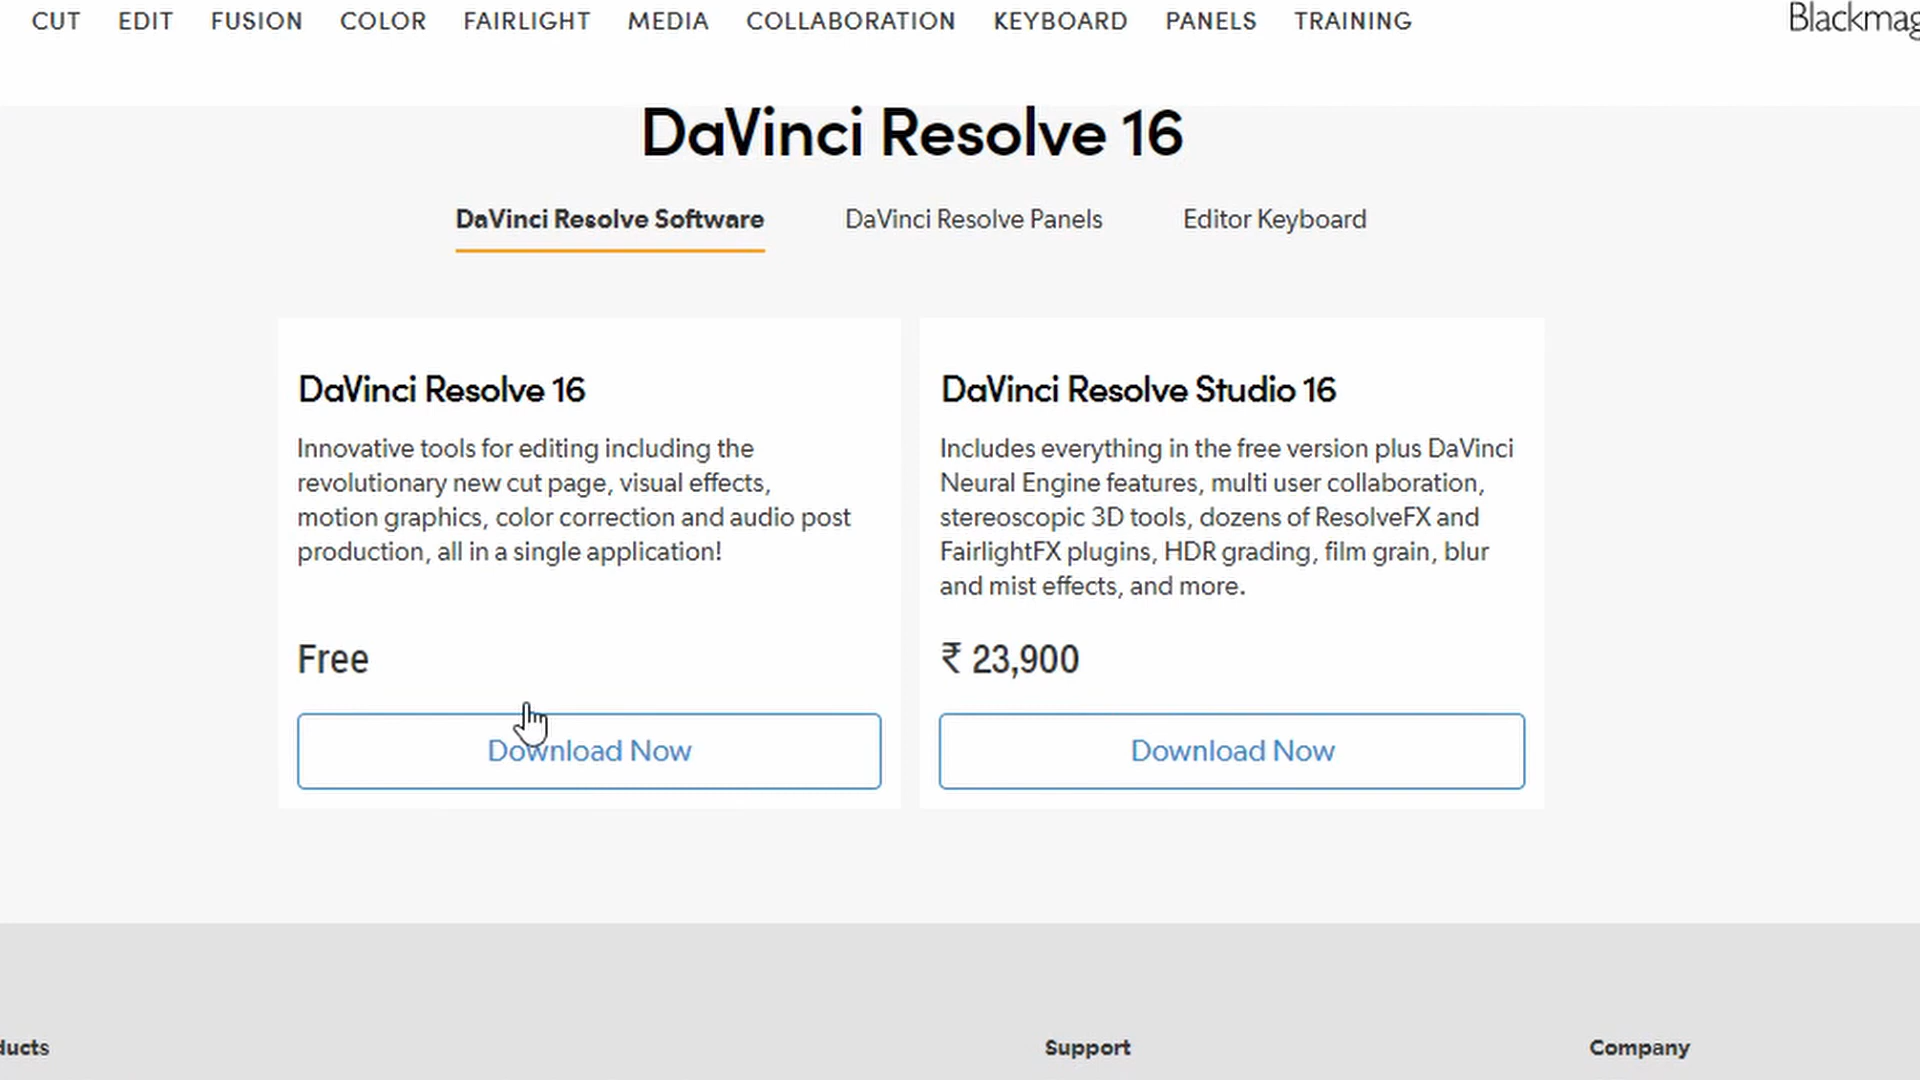 CUT EDIT FUSION COLOR FAIRLIGHT MEDIA COLLABORATION KEYBOARD PANELS TRAINING Blackmag
DaVinci Resolve 16
DaVinci Resolve Software DaVinci Resolve Panels Editor Keyboard
DaVinci Resolve 16
Innovative tools for editing including the
revolutionary new cut page, visual effects,
motion graphics, color correction and audio post
production, all in a single application!
Free
Download Now
DaVinci Resolve Studio 16
Includes everything in the free version plus DaVinci
Neural Engine features, multi user collaboration,
stereoscopic 3D tools, dozens of ResolveFX and
FairlightFX plugins, HDR grading, film grain, blur
and mist effects, and more.
₹ 23,900
Download Now
ducts Support Company